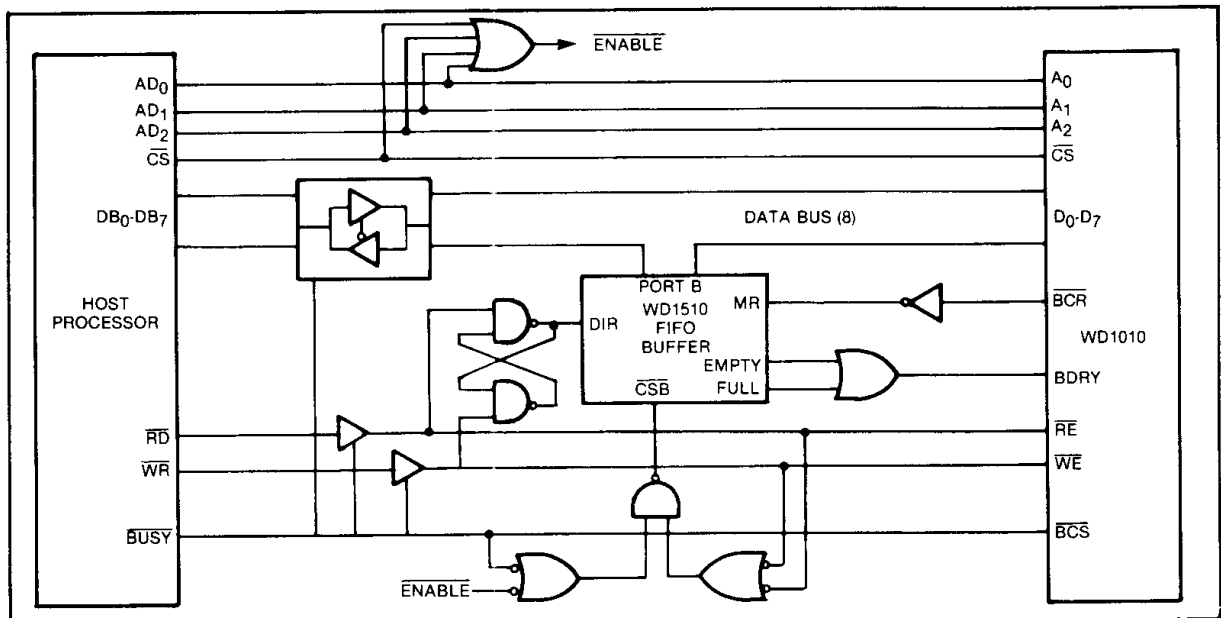 ENABLE
AD0
AD1
AD2
CS
DB0-DB7
HOST
PROCESSOR
RD
WR
BUSY
DATA BUS (8)
PORT B
WD1510
FIFO
BUFFER
DIR
MR
EMPTY
FULL
CSB
ENABLE
A0
A1
A2
CS
D0-D7
BCR
WD1010
BDRY
RE
WE
BCS